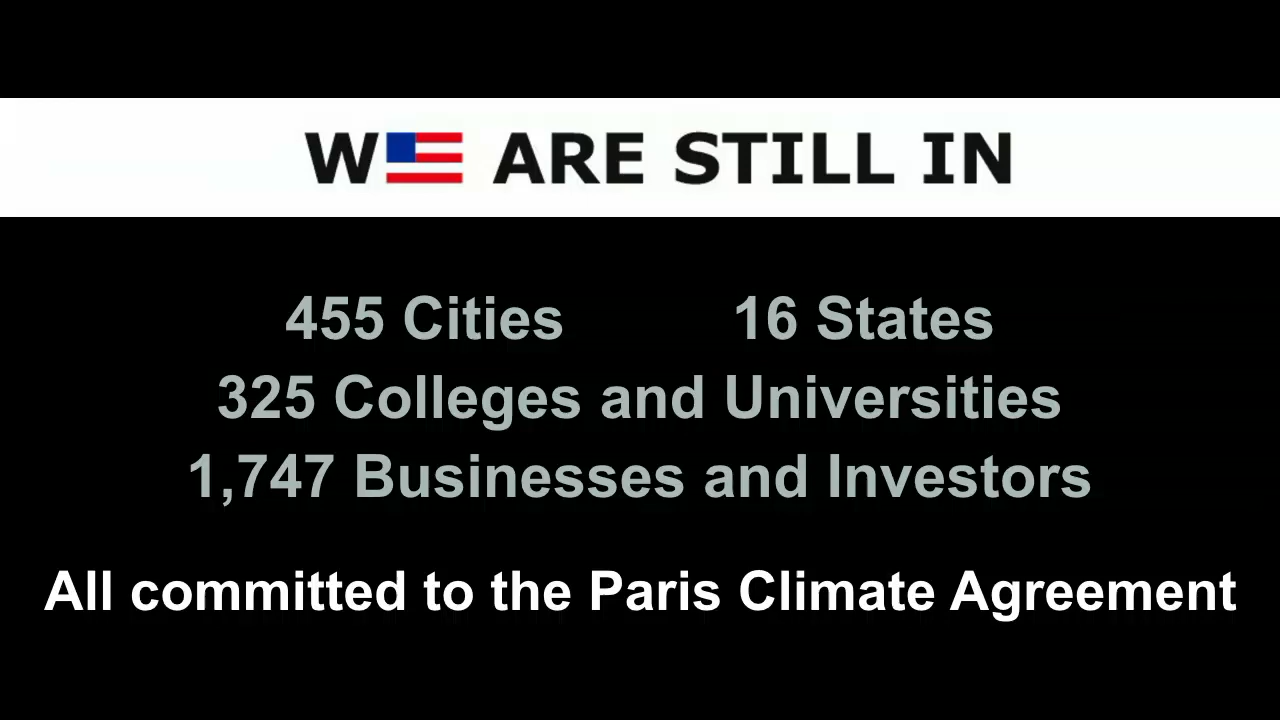 WE ARE STILL IN
455 Cities 16 States
325 Colleges and Universities
1,747 Businesses and Investors
All committed to the Paris Climate Agreement